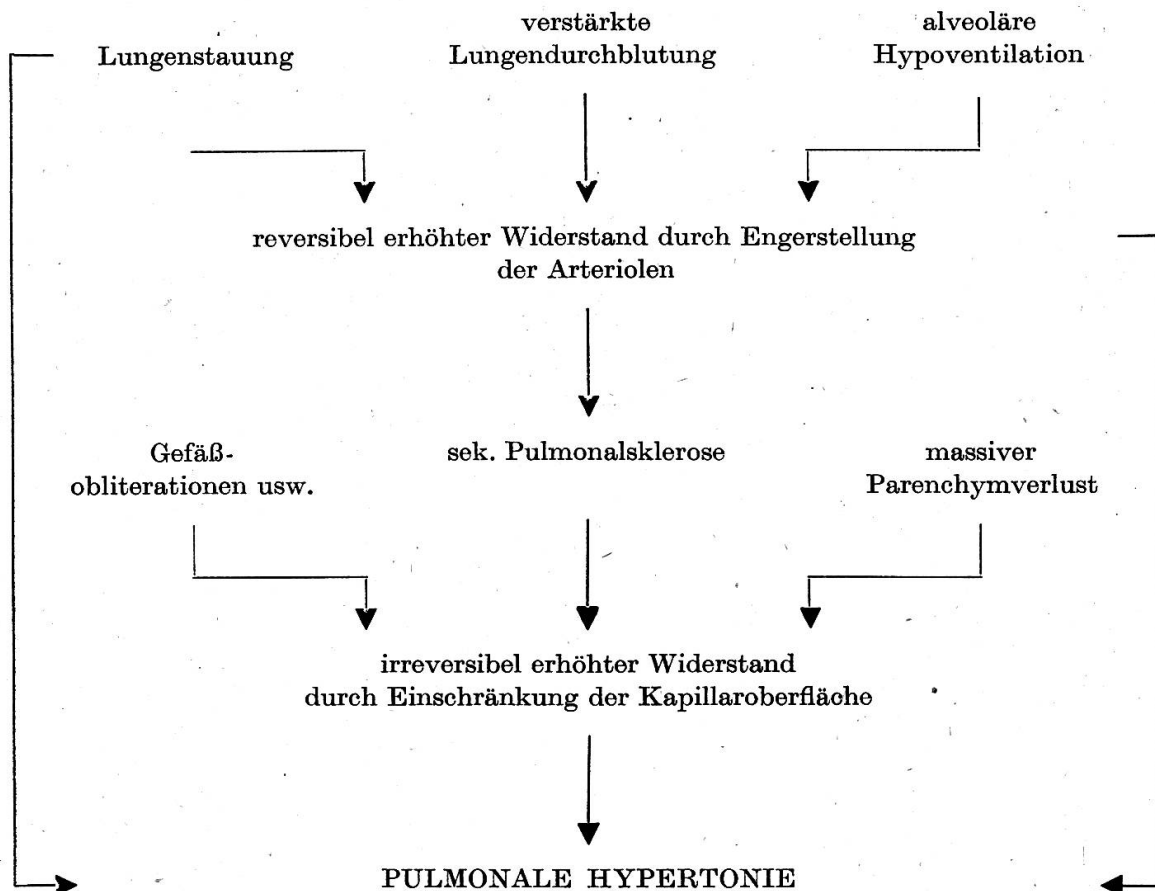 Lungenstauung
verstärkte
Lungendurchblutung
alveoläre
Hypoventilation
reversibel erhöhter Widerstand durch Engerstellung
der Arteriolen
Gefäß-
obliterationen usw.
sek. Pulmonalsklerose
massiver
Parenchymverlust
irreversibel erhöhter Widerstand
durch Einschränkung der Kapillaroberfläche
PULMONALE HYPERTONIE